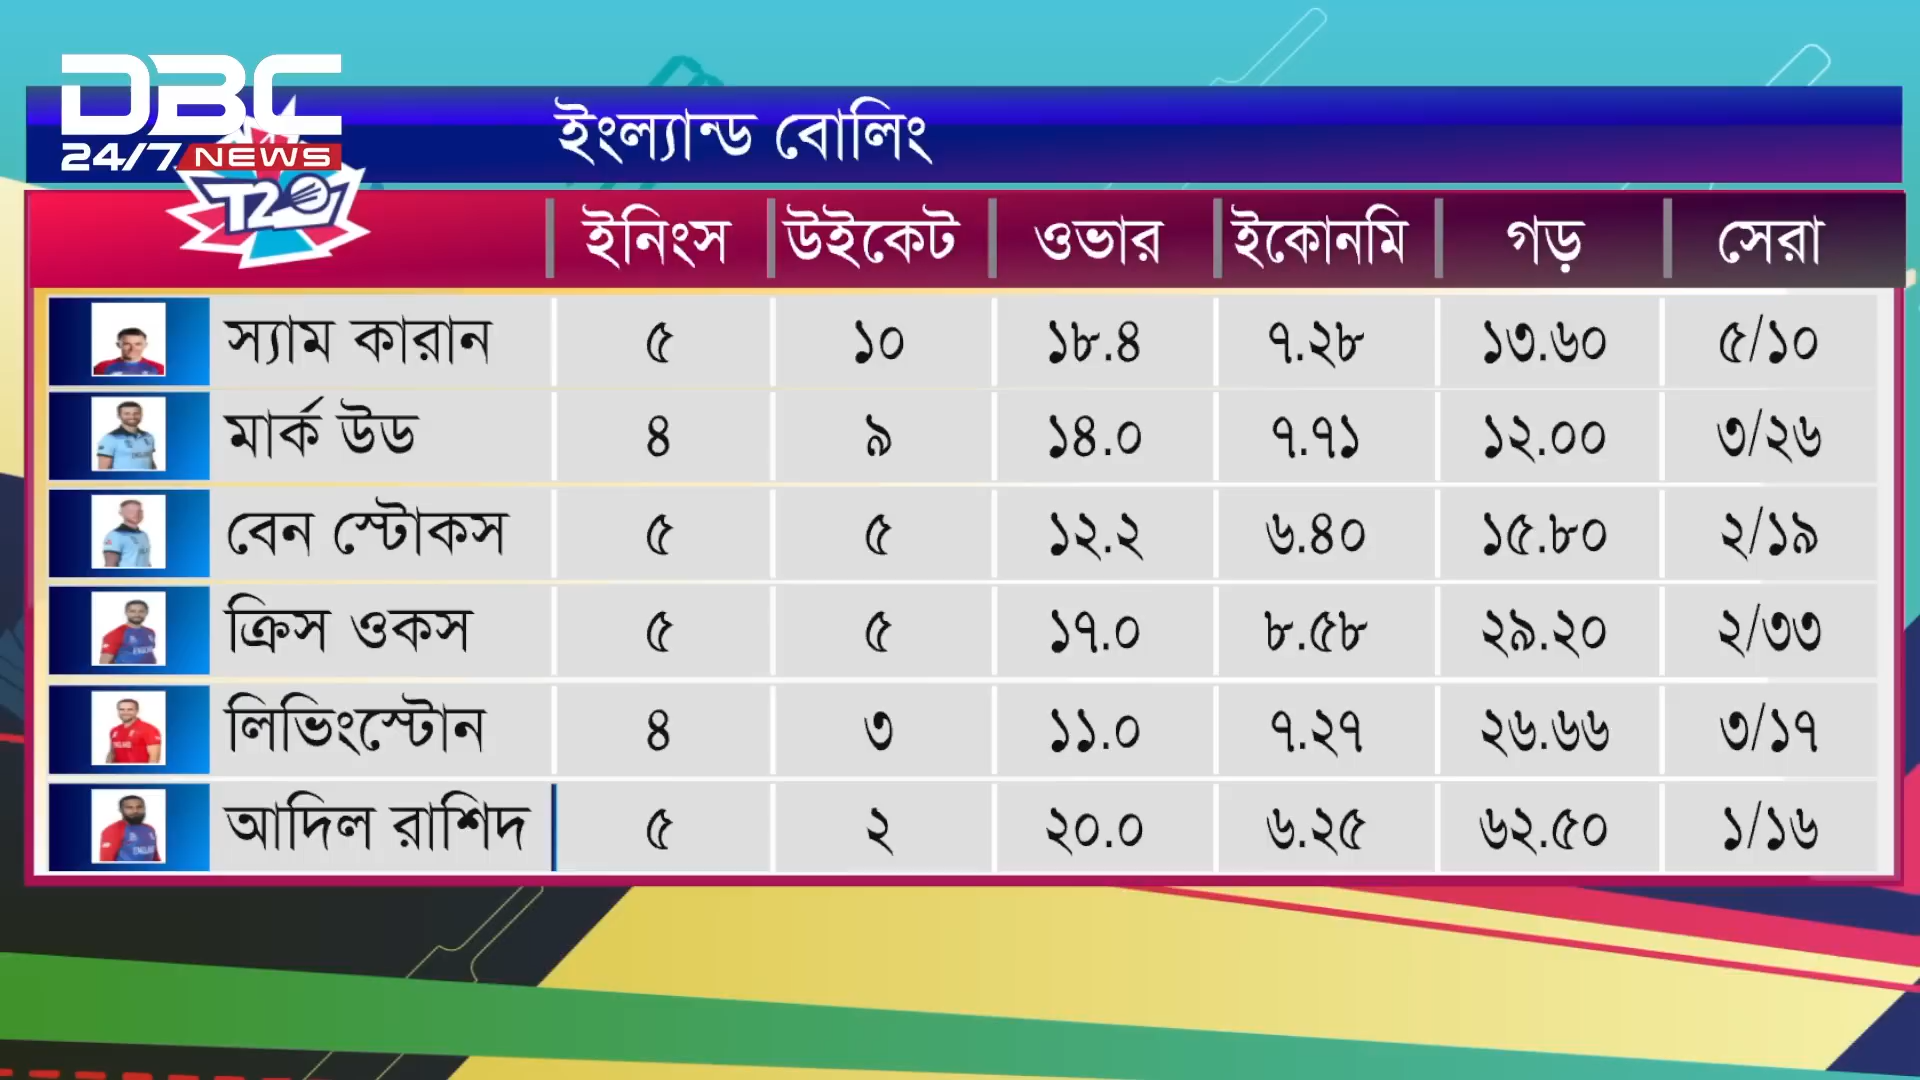 DBC
24/7 NEWS
T20
ইংল্যান্ড বোলিং
ইনিংস উইকেট ওভার ইকোনমি গড় সেরা
স্যাম কারান ৫ ১০ ১৮.৪ ৭.২৮ ১৩.৬০ ৫/১০
মার্ক উড ৪ ৯ ১৪.০ ৭.৭১ ১২.০০ ৩/২৬
বেন স্টোকস ৫ ৫ ১২.২ ৬.৪০ ১৫.৮০ ২/১৯
ক্রিস ওকস ৫ ৫ ১৭.০ ৮.৫৮ ২৯.২০ ২/৩৩
লিভিংস্টোন ৪ ৩ ১১.০ ৭.২৭ ২৬.৬৬ ৩/১৭
আদিল রাশিদ ৫ ২ ২০.০ ৬.২৫ ৬২.৫০ ১/১৬